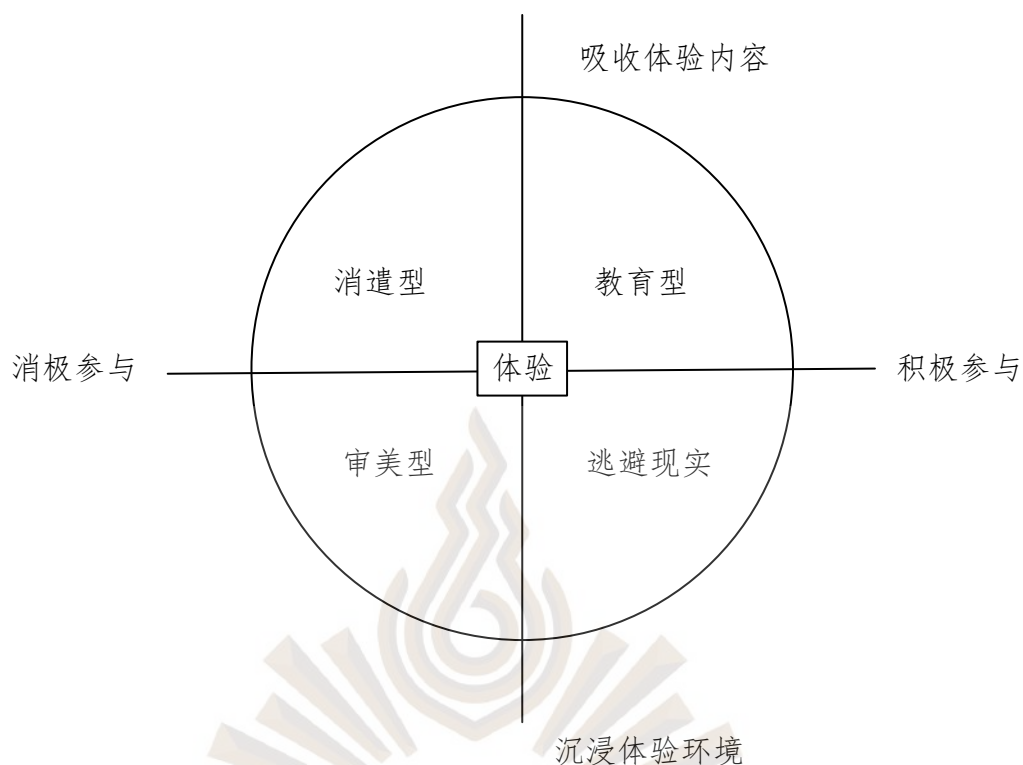 吸收体验内容
消遣型
教育型
消极参与
体验
积极参与
审美型
逃避现实
沉浸体验环境